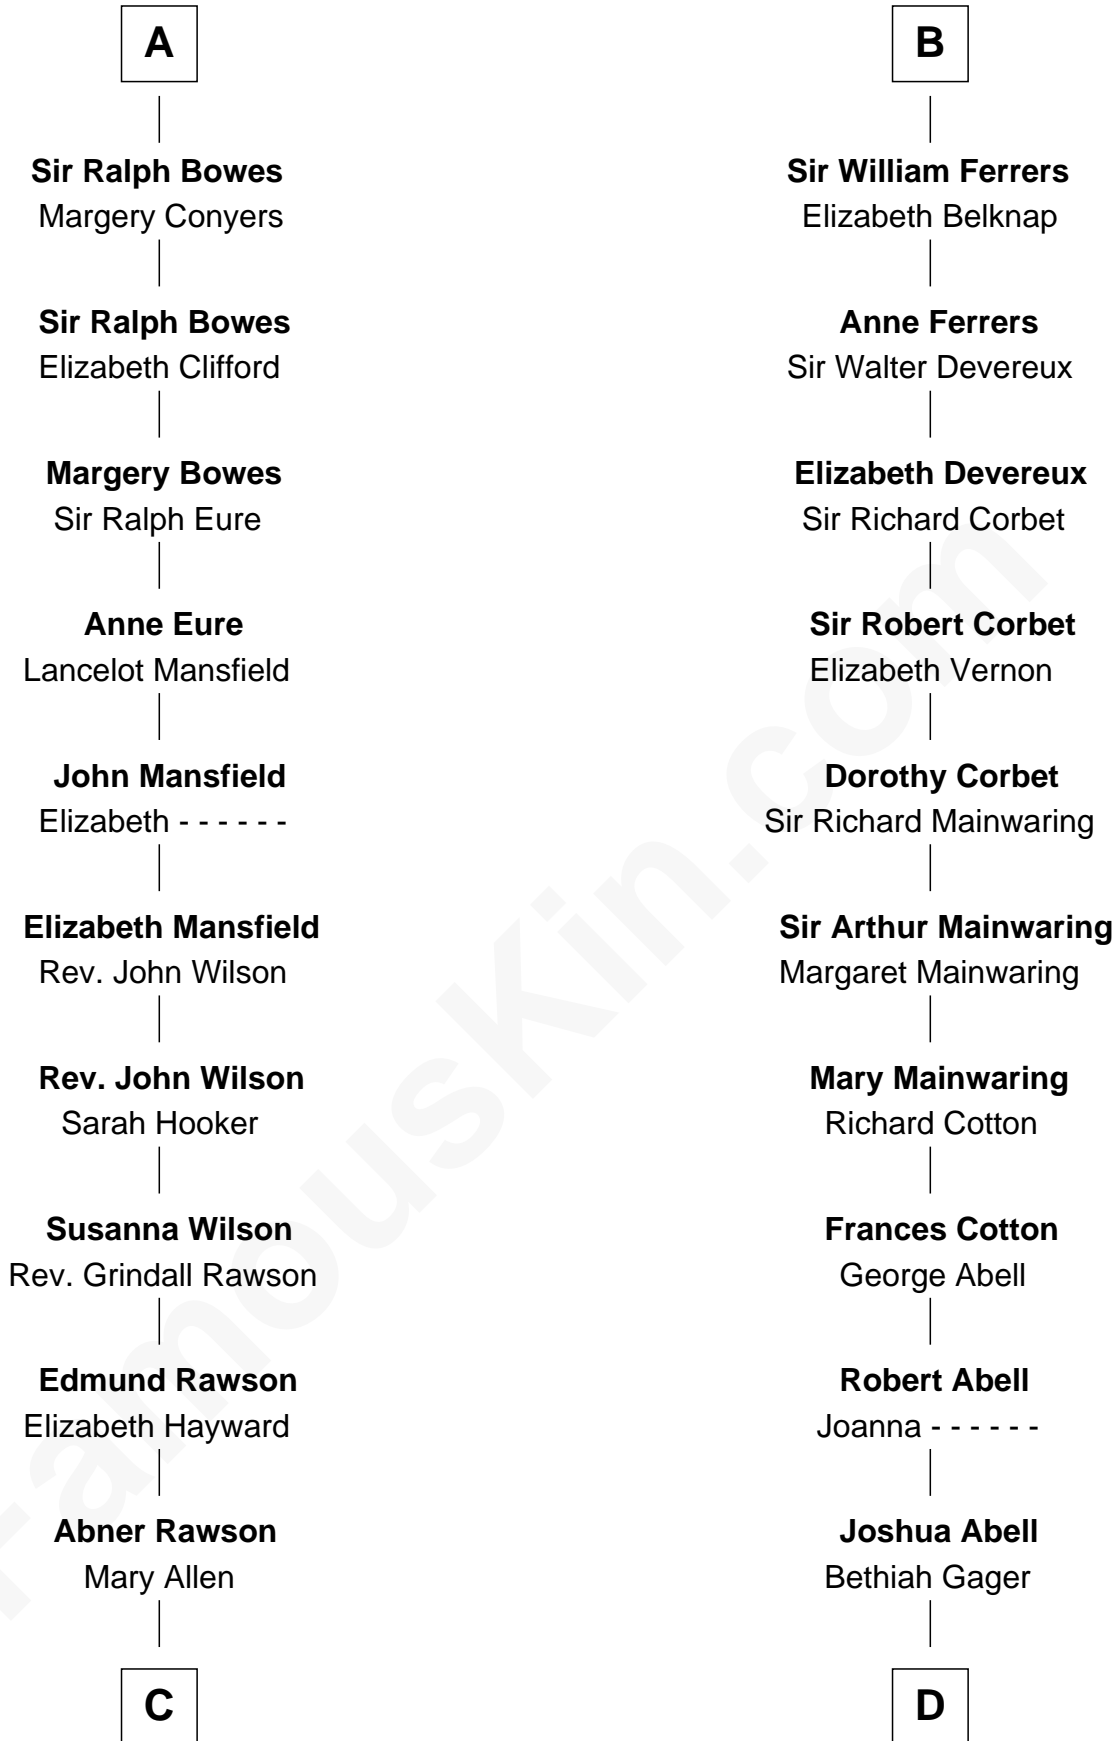 A
Sir Ralph Bowes
Margery Conyers
Sir Ralph Bowes
Elizabeth Clifford
Margery Bowes
Sir Ralph Eure
Anne Eure
Lancelot Mansfield
John Mansfield
Elizabeth - - - - - -
Elizabeth Mansfield
Rev. John Wilson
Rev. John Wilson
Sarah Hooker
Susanna Wilson
Rev. Grindall Rawson
Edmund Rawson
Elizabeth Hayward
Abner Rawson
Mary Allen
C
B
Sir William Ferrers
Elizabeth Belknap
Anne Ferrers
Sir Walter Devereux
Elizabeth Devereux
Sir Richard Corbet
Sir Robert Corbet
Elizabeth Vernon
Dorothy Corbet
Sir Richard Mainwaring
Sir Arthur Mainwaring
Margaret Mainwaring
Mary Mainwaring
Richard Cotton
Frances Cotton
George Abell
Robert Abell
Joanna - - - - - -
Joshua Abell
Bethiah Gager
D
FamousKin.com